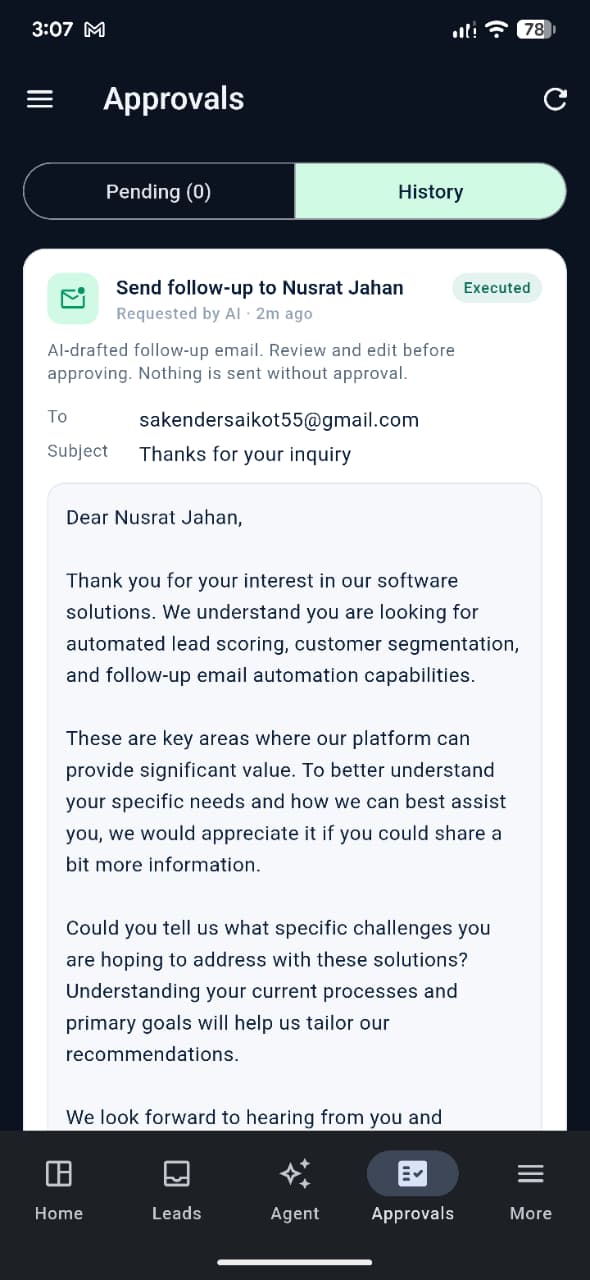 3:07
78
Approvals
Pending (0)
History
Send follow-up to Nusrat Jahan
Executed
Requested by AI · 2m ago
AI-drafted follow-up email. Review and edit before
approving. Nothing is sent without approval.
To sakendersaikot55@gmail.com
Subject Thanks for your inquiry
Dear Nusrat Jahan,
Thank you for your interest in our software
solutions. We understand you are looking for
automated lead scoring, customer segmentation,
and follow-up email automation capabilities.
These are key areas where our platform can
provide significant value. To better understand
your specific needs and how we can best assist
you, we would appreciate it if you could share a
bit more information.
Could you tell us what specific challenges you
are hoping to address with these solutions?
Understanding your current processes and
primary goals will help us tailor our
recommendations.
We look forward to hearing from you and
Home
Leads
Agent
Approvals
More